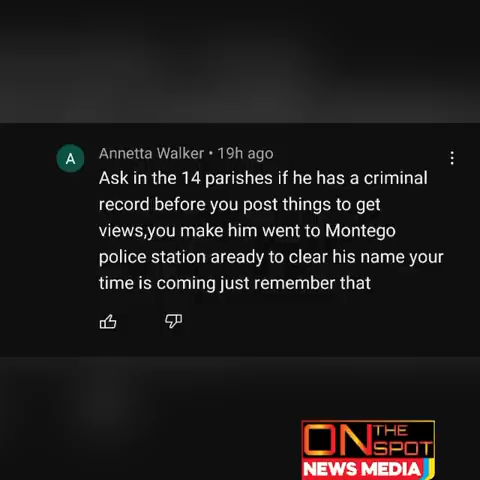 A
Annetta Walker • 19h ago
Ask in the 14 parishes if he has a criminal
record before you post things to get
views,you make him went to Montego
police station aready to clear his name your
time is coming just remember that
ON THE SPOT
NEWS MEDIA